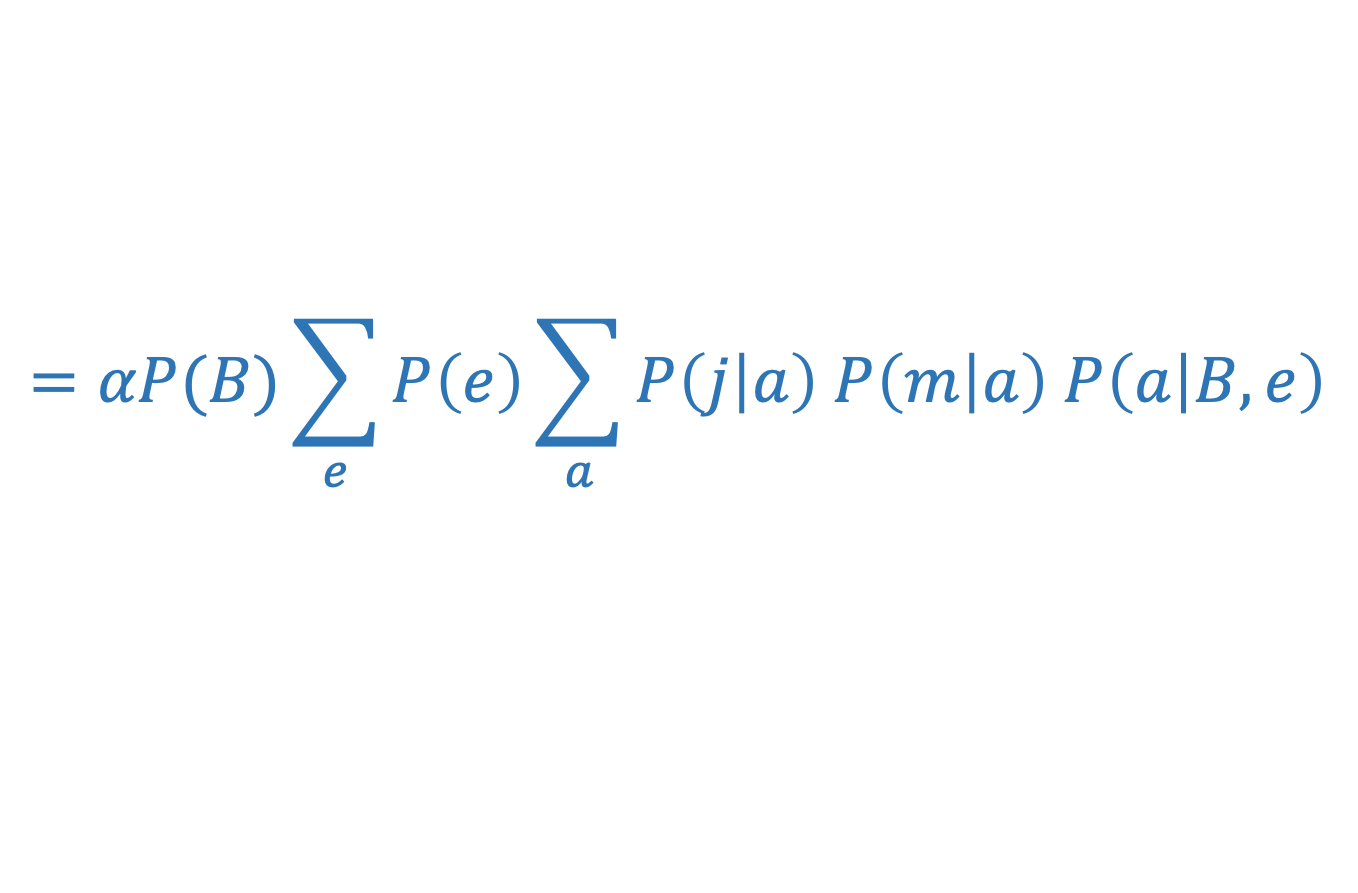 = αP(B) ∑_e P(e) ∑_a P(j|a) P(m|a) P(a|B, e)